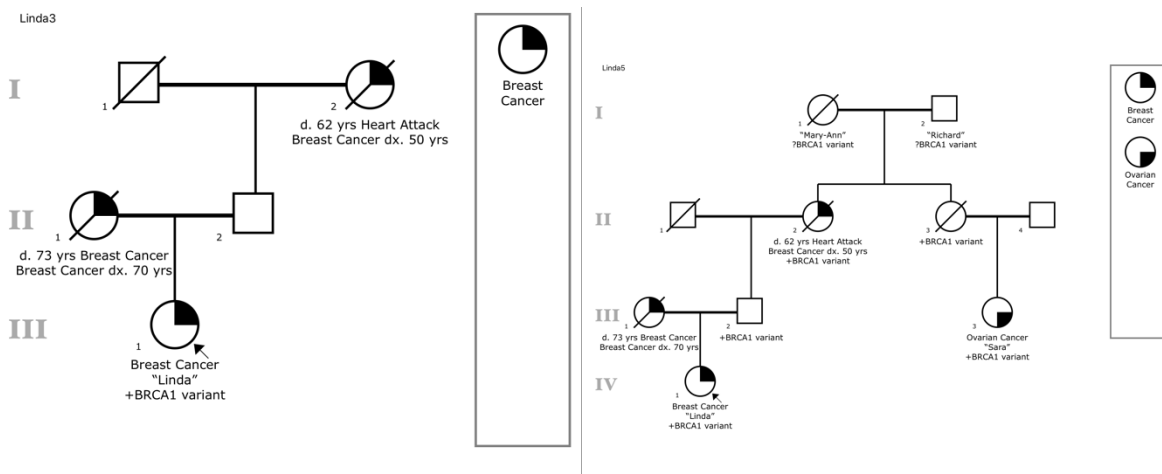 Linda3
I
1
2
d. 62 yrs Heart Attack
Breast Cancer dx. 50 yrs
II
1
2
d. 73 yrs Breast Cancer
Breast Cancer dx. 70 yrs
III
1
Breast Cancer
“Linda”
+BRCA1 variant
Breast
Cancer
Linda5
I
1
2
“Mary-Ann”
?BRCA1 variant
“Richard”
?BRCA1 variant
II
1
2
3
4
d. 62 yr Heart Attack
Breast Cancer dx. 50 yrs
+BRCA1 variant
+BRCA1 variant
III
1
2
3
d. 73 yrs Breast Cancer
Breast Cancer dx. 70 yrs
+BRCA1 variant
Ovarian Cancer
“Sara”
+BRCA1 variant
IV
1
Breast Cancer
“Linda”
+BRCA1 variant
Breast
Cancer
Ovarian
Cancer